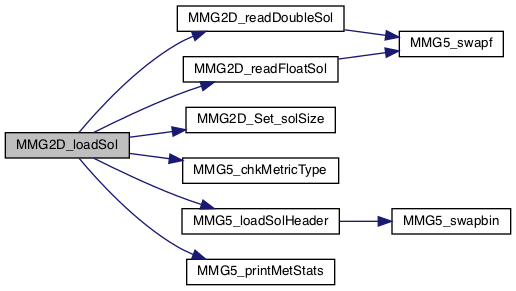 MMG2D_readDoubleSol
MMG5_swapf
MMG2D_readFloatSol
MMG2D_Set_solSize
MMG2D_loadSol
MMG5_chkMetricType
MMG5_loadSolHeader
MMG5_swapbin
MMG5_printMetStats